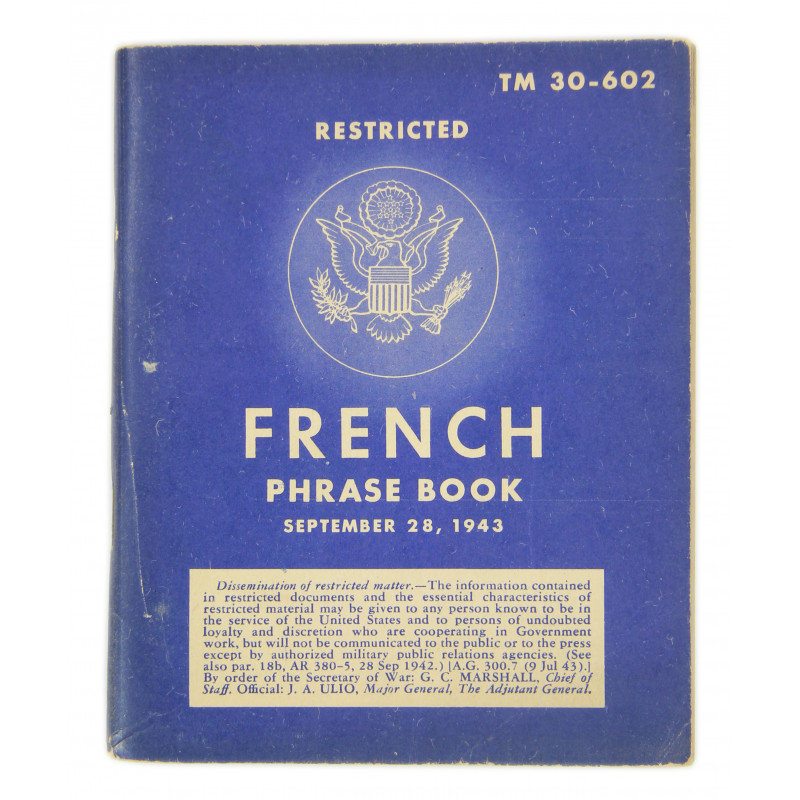 TM 30-602
RESTRICTED
FRENCH
PHRASE BOOK
SEPTEMBER 28, 1943
Dissemination of restricted matter.—The information contained
in restricted documents and the essential characteristics of
restricted material may be given to any person known to be in
the service of the United States and to persons of undoubted
loyalty and discretion who are cooperating in Government
work, but will not be communicated to the public or to the press
except by authorized military public relations agencies. (See
also par. 18b, AR 380-5, 28 Sep 1942.) [A.G. 300.7 (9 Jul 43).]
By order of the Secretary of War: G. C. MARSHALL, Chief of
Staff. Official: J. A. ULIO, Major General, The Adjutant General.